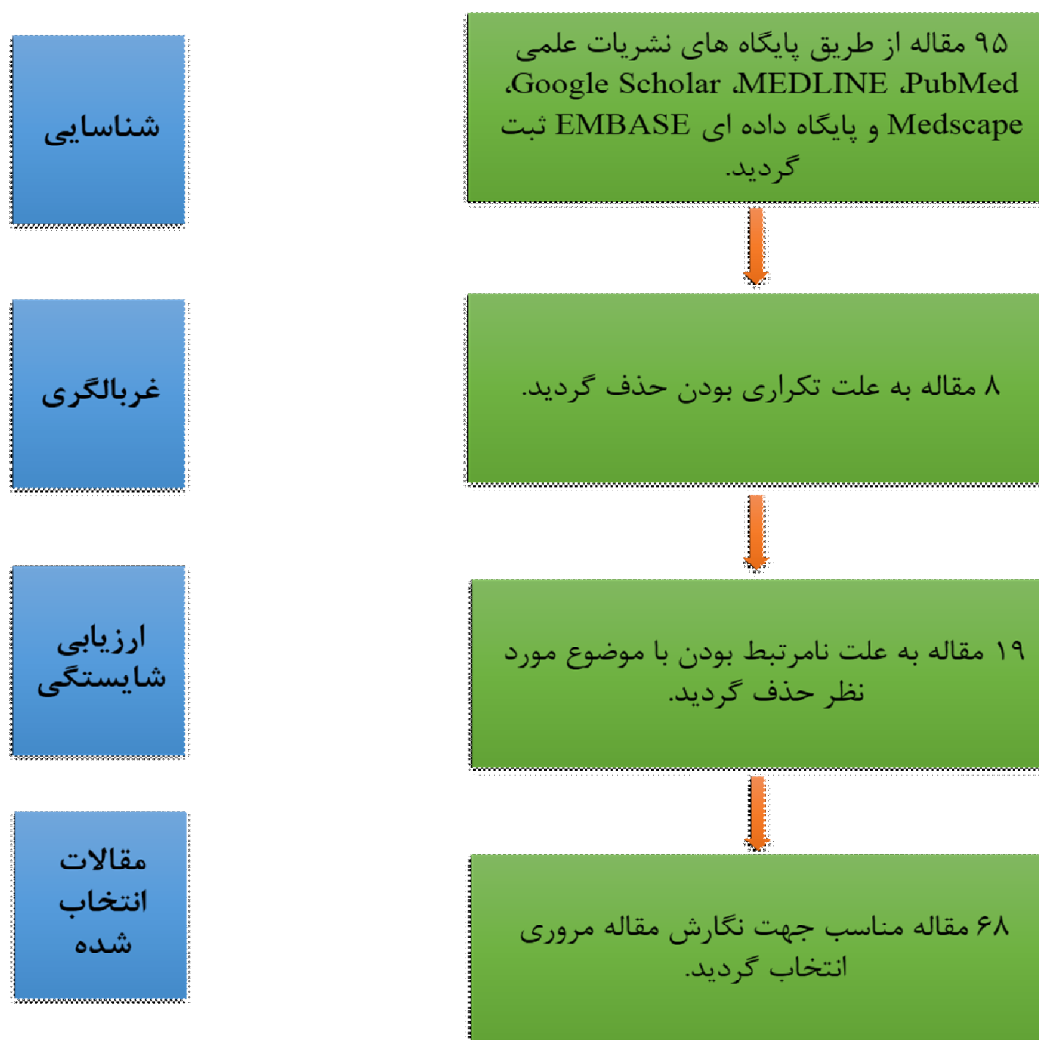 شناسایی
۹۵ مقاله از طریق پایگاه های نشریات علمی
PubMed، MEDLINE، Google Scholar،
Medscape و پایگاه داده ای EMBASE ثبت
گردید.
غربالگری
۸ مقاله به علت تکراری بودن حذف گردید.
ارزیابی
شایستگی
۱۹ مقاله به علت نامرتبط بودن با موضوع مورد
نظر حذف گردید.
مقالات
انتخاب
شده
۶۸ مقاله مناسب جهت نگارش مقاله مروری
انتخاب گردید.